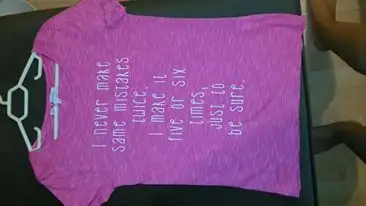 I never make
same mistakes
twice.
I make it
five or six
times,
just to
be sure.